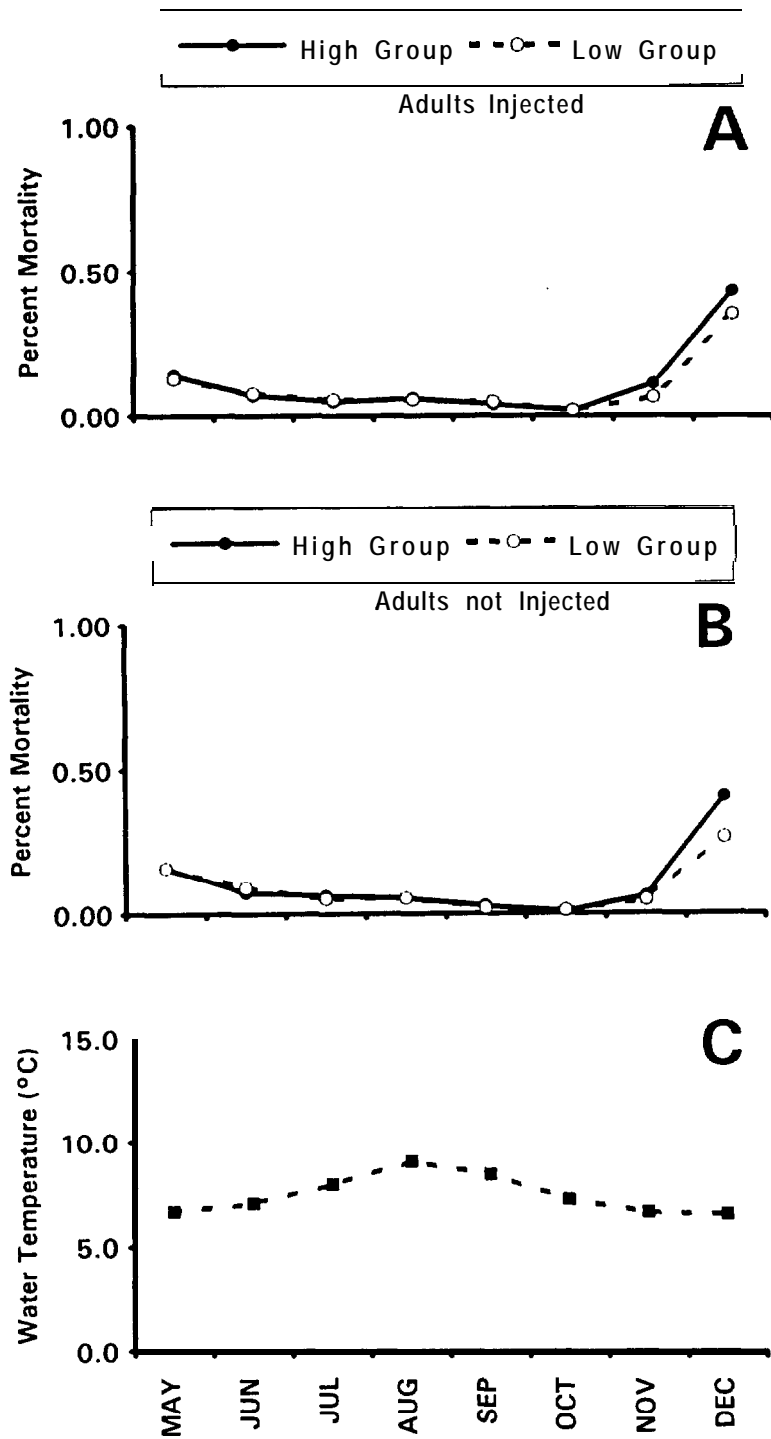 High Group Low Group
Adults Injected
A
1.00
0.50
0.00
Percent Mortality
High Group Low Group
Adults not Injected
B
1.00
0.50
0.00
Percent Mortality
C
15.0
10.0
5.0
0.0
Water Temperature (°C)
MAY JUN JUL AUG SEP OCT NOV DEC